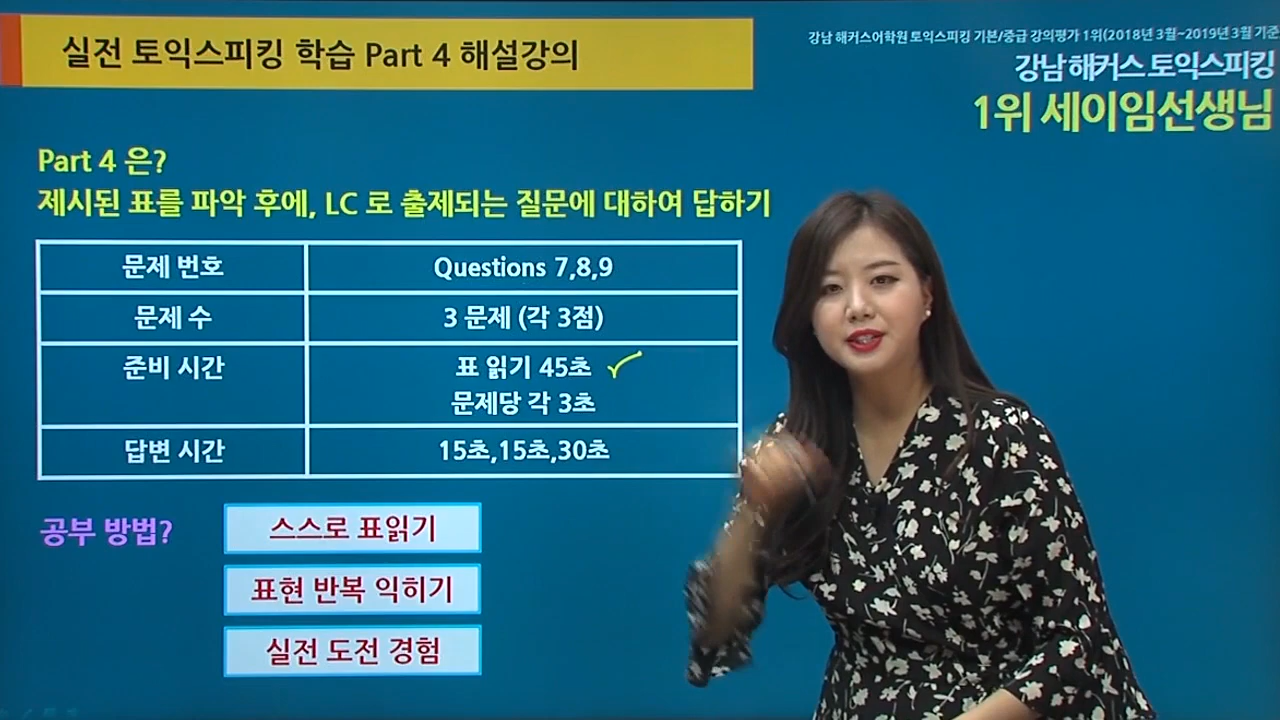 실전 토익스피킹 학습 Part 4 해설강의
강남 해커스어학원 토익스피킹 기본/중급 강의평가 1위(2018년 3월~2019년 3월 기준
강남 해커스 토익스피킹
1위 세이임선생님
Part 4 은?
제시된 표를 파악 후에, LC 로 출제되는 질문에 대하여 답하기
문제 번호
Questions 7,8,9
문제 수
3 문제 (각 3점)
준비 시간
표 읽기 45초
문제당 각 3초
답변 시간
15초,15초,30초
공부 방법?
스스로 표읽기
표현 반복 익히기
실전 도전 경험